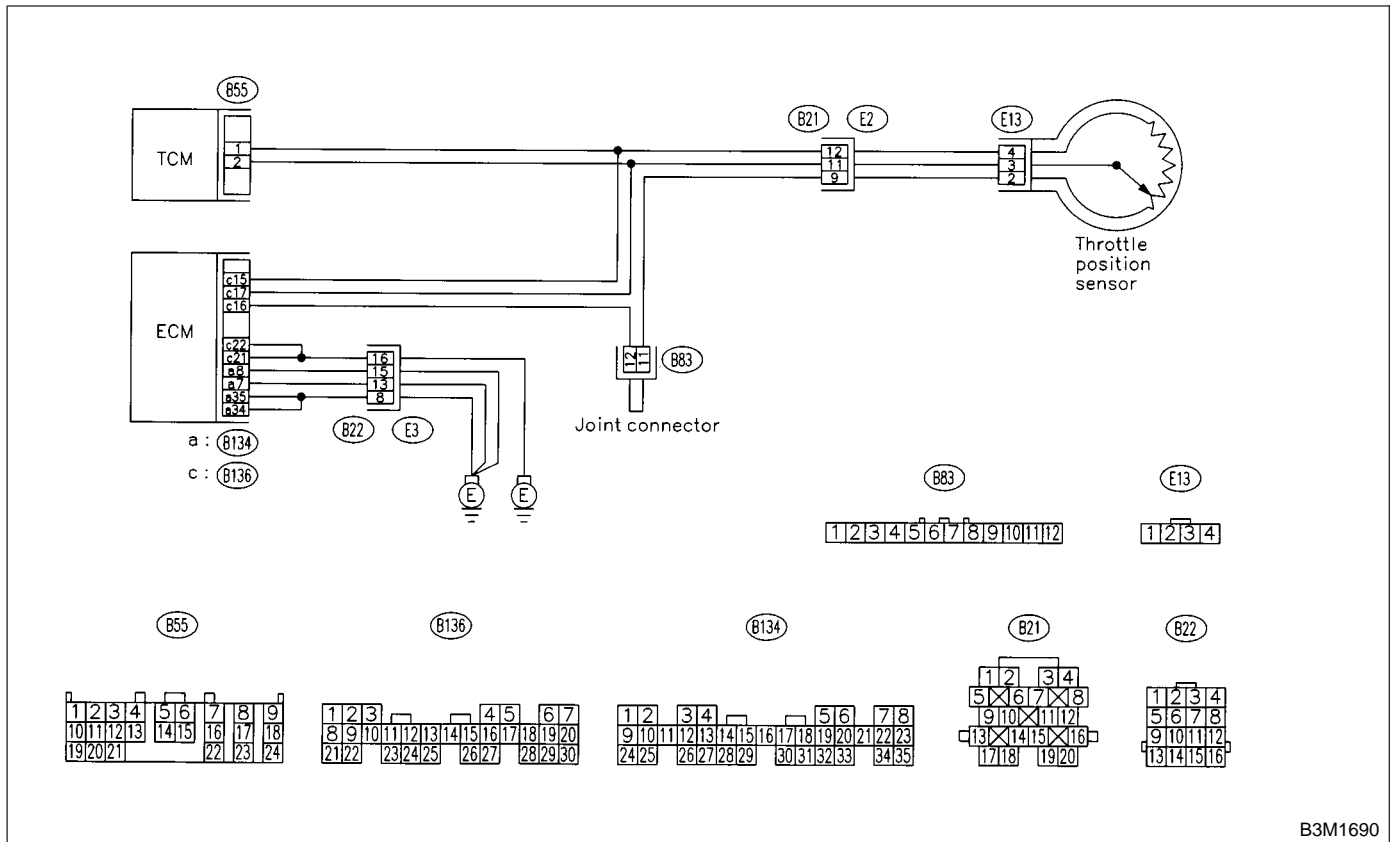 B55
TCM
1
2
B21 E2
12
11
9
E13
4
3
2
Throttle
position
sensor
ECM
c15
c17
c16
c22
c21
a8
a7
a35
a34
16
15
13
8
B22 E3
a : B134
c : B136
E E
12 11
B83
Joint connector
B83
1 2 3 4 5 6 7 8 9 10 11 12
E13
1 2 3 4
B55
1 2 3 4 5 6 7 8 9
10 11 12 13 14 15 16 17 18
19 20 21 22 23 24
B136
1 2 3 4 5 6 7
8 9 10 11 12 13 14 15 16 17 18 19 20
21 22 23 24 25 26 27 28 29 30
B134
1 2 3 4 5 6 7 8
9 10 11 12 13 14 15 16 17 18 19 20 21 22 23
24 25 26 27 28 29 30 31 32 33 34 35
B21
1 2 3 4
5 6 7 8
9 10 11 12
13 14 15 16
17 18 19 20
B22
1 2 3 4
5 6 7 8
9 10 11 12
13 14 15 16
B3M1690